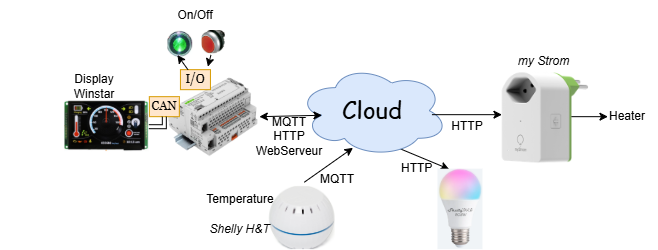 On/Off
my Strom
Display
Winstar
I/O
CAN
Cloud
MQTT
HTTP
WebServeur
HTTP
Heater
HTTP
MQTT
Temperature
Shelly H&T